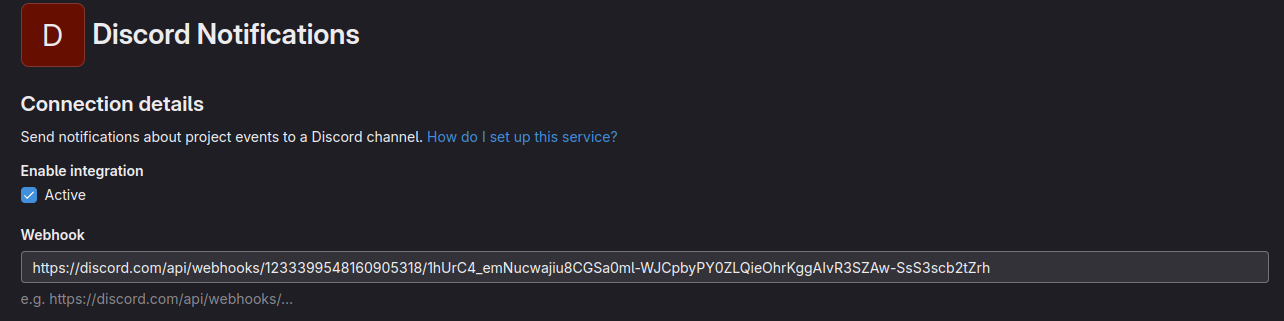 D
Discord Notifications
Connection details
Send notifications about project events to a Discord channel. How do I set up this service?
Enable integration
Active
Webhook
https://discord.com/api/webhooks/1233399548160905318/1hUrC4_emNucwajiu8CGSa0ml-WJCpbyPY0ZLQieOhrKggAIvR3SZAw-SsS3scb2tZrh
e.g. https://discord.com/api/webhooks/...